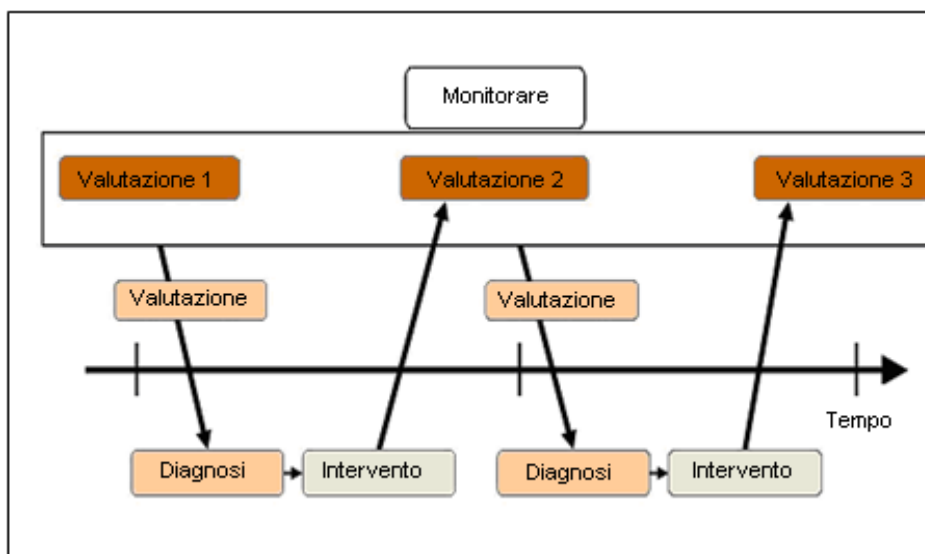 Monitorare
Valutazione 1
Valutazione 2
Valutazione 3
Valutazione
Valutazione
Tempo
Diagnosi
Intervento
Diagnosi
Intervento